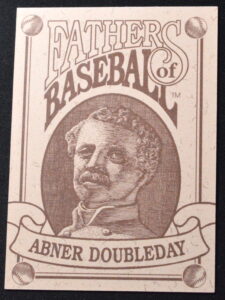 FATHERS
of
BASEBALL
TM
ABNER DOUBLEDAY